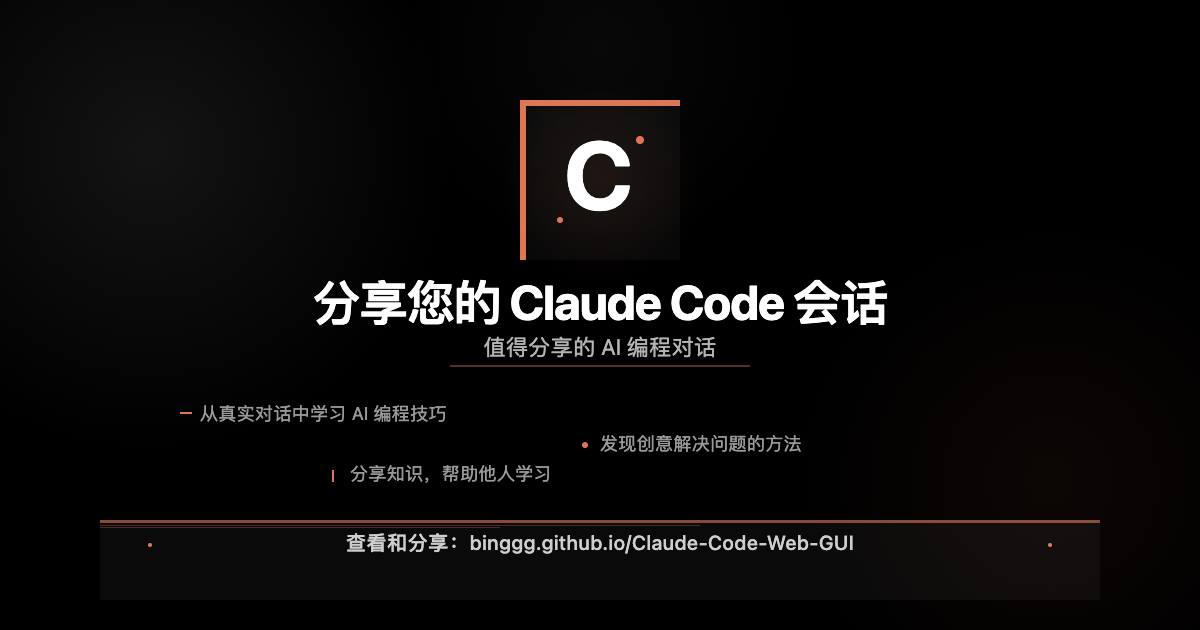 C
分享您的 Claude Code 会话
值得分享的 AI 编程对话
从真实对话中学习 AI 编程技巧
发现创意解决问题的方法
分享知识，帮助他人学习
查看和分享：binggg.github.io/Claude-Code-Web-GUI